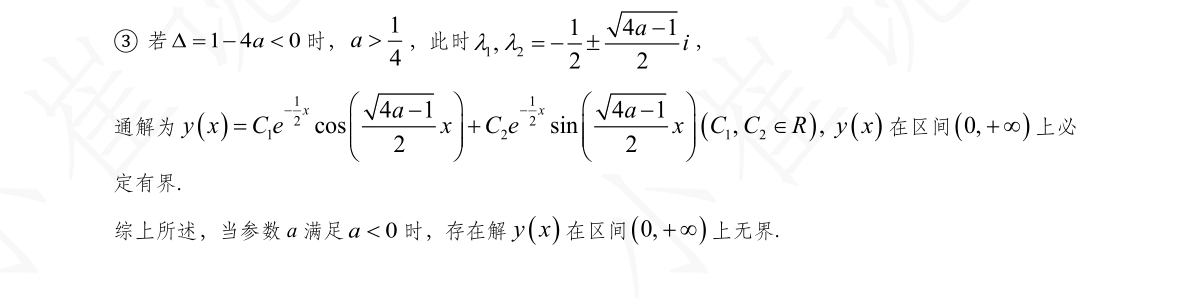 ③ 若 Δ = 1 − 4a < 0 时，a > 1/4，此时 λ₁, λ₂ = −1/2 ± (√(4a−1)/2)i，
通解为 y(x) = C₁e^(−(1/2)x) cos((√(4a−1)/2)x) + C₂e^(−(1/2)x) sin((√(4a−1)/2)x) (C₁, C₂ ∈ R), y(x) 在区间 (0, +∞) 上必
定有界.
综上所述，当参数 a 满足 a < 0 时，存在解 y(x) 在区间 (0, +∞) 上无界.